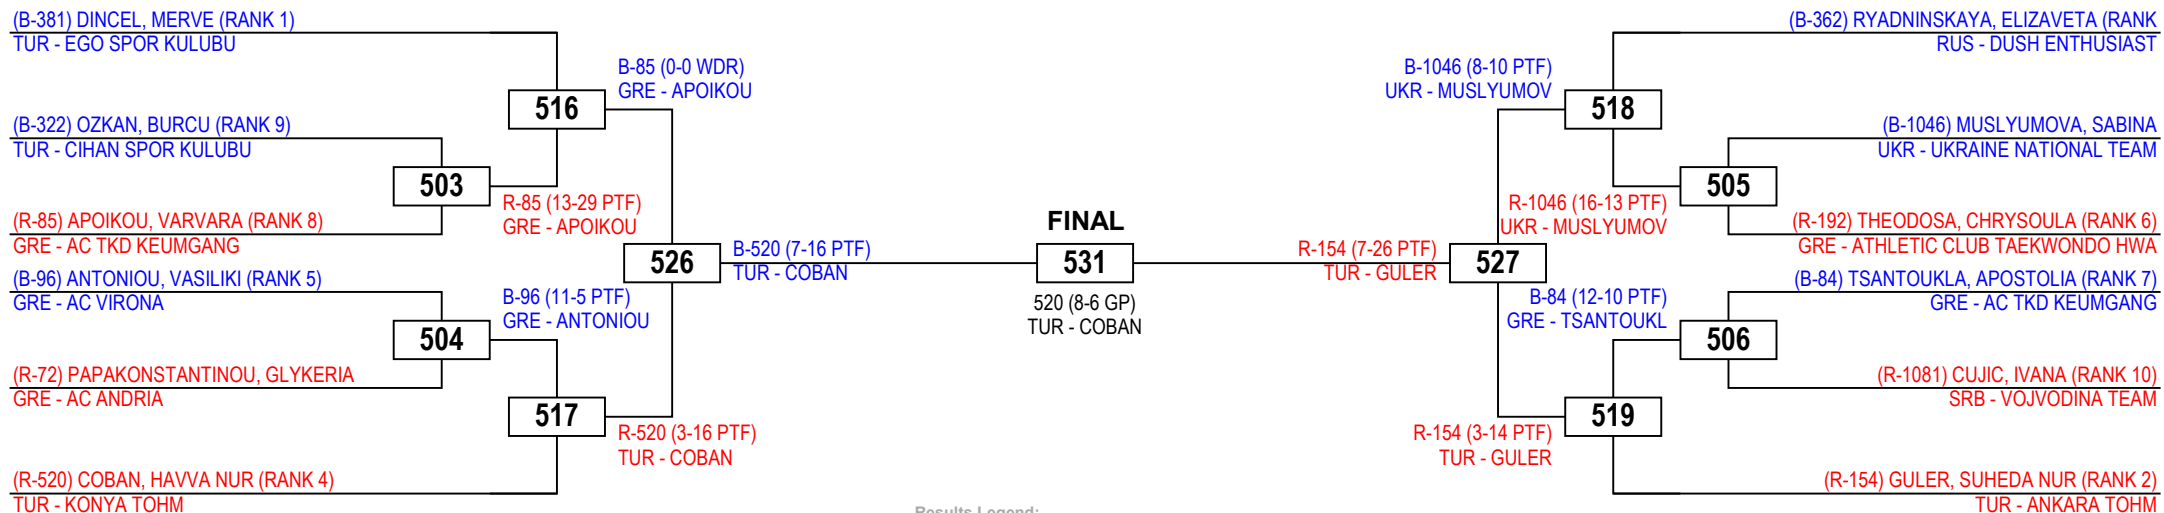 (B-381) DINCEL, MERVE (RANK 1)
TUR - EGO SPOR KULUBU
(B-322) OZKAN, BURCU (RANK 9)
TUR - CIHAN SPOR KULUBU
(R-85) APOIKOU, VARVARA (RANK 8)
GRE - AC TKD KEUMGANG
(B-96) ANTONIOU, VASILIKI (RANK 5)
GRE - AC VIRONA
(R-72) PAPAKONSTANTINOU, GLYKERIA
GRE - AC ANDRIA
(R-520) COBAN, HAVVA NUR (RANK 4)
TUR - KONYA TOHM
503
504
R-85 (13-29 PTF)
GRE - APOIKOU
B-96 (11-5 PTF)
GRE - ANTONIOU
516
517
B-85 (0-0 WDR)
GRE - APOIKOU
R-520 (3-16 PTF)
TUR - COBAN
526
B-520 (7-16 PTF)
TUR - COBAN
FINAL
531
520 (8-6 GP)
TUR - COBAN
R-154 (7-26 PTF)
TUR - GULER
527
B-1046 (8-10 PTF)
UKR - MUSLYUMOV
R-154 (3-14 PTF)
TUR - GULER
518
519
R-1046 (16-13 PTF)
UKR - MUSLYUMOV
B-84 (12-10 PTF)
GRE - TSANTOUKL
505
506
(B-362) RYADNINSKAYA, ELIZAVETA (RANK
RUS - DUSH ENTHUSIAST
(B-1046) MUSLYUMOVA, SABINA
UKR - UKRAINE NATIONAL TEAM
(R-192) THEODOSA, CHRYSOULA (RANK 6)
GRE - ATHLETIC CLUB TAEKWONDO HWA
(B-84) TSANTOUKLA, APOSTOLIA (RANK 7)
GRE - AC TKD KEUMGANG
(R-1081) CUJIC, IVANA (RANK 10)
SRB - VOJVODINA TEAM
(R-154) GULER, SUHEDA NUR (RANK 2)
TUR - ANKARA TOHM
Results Legend: